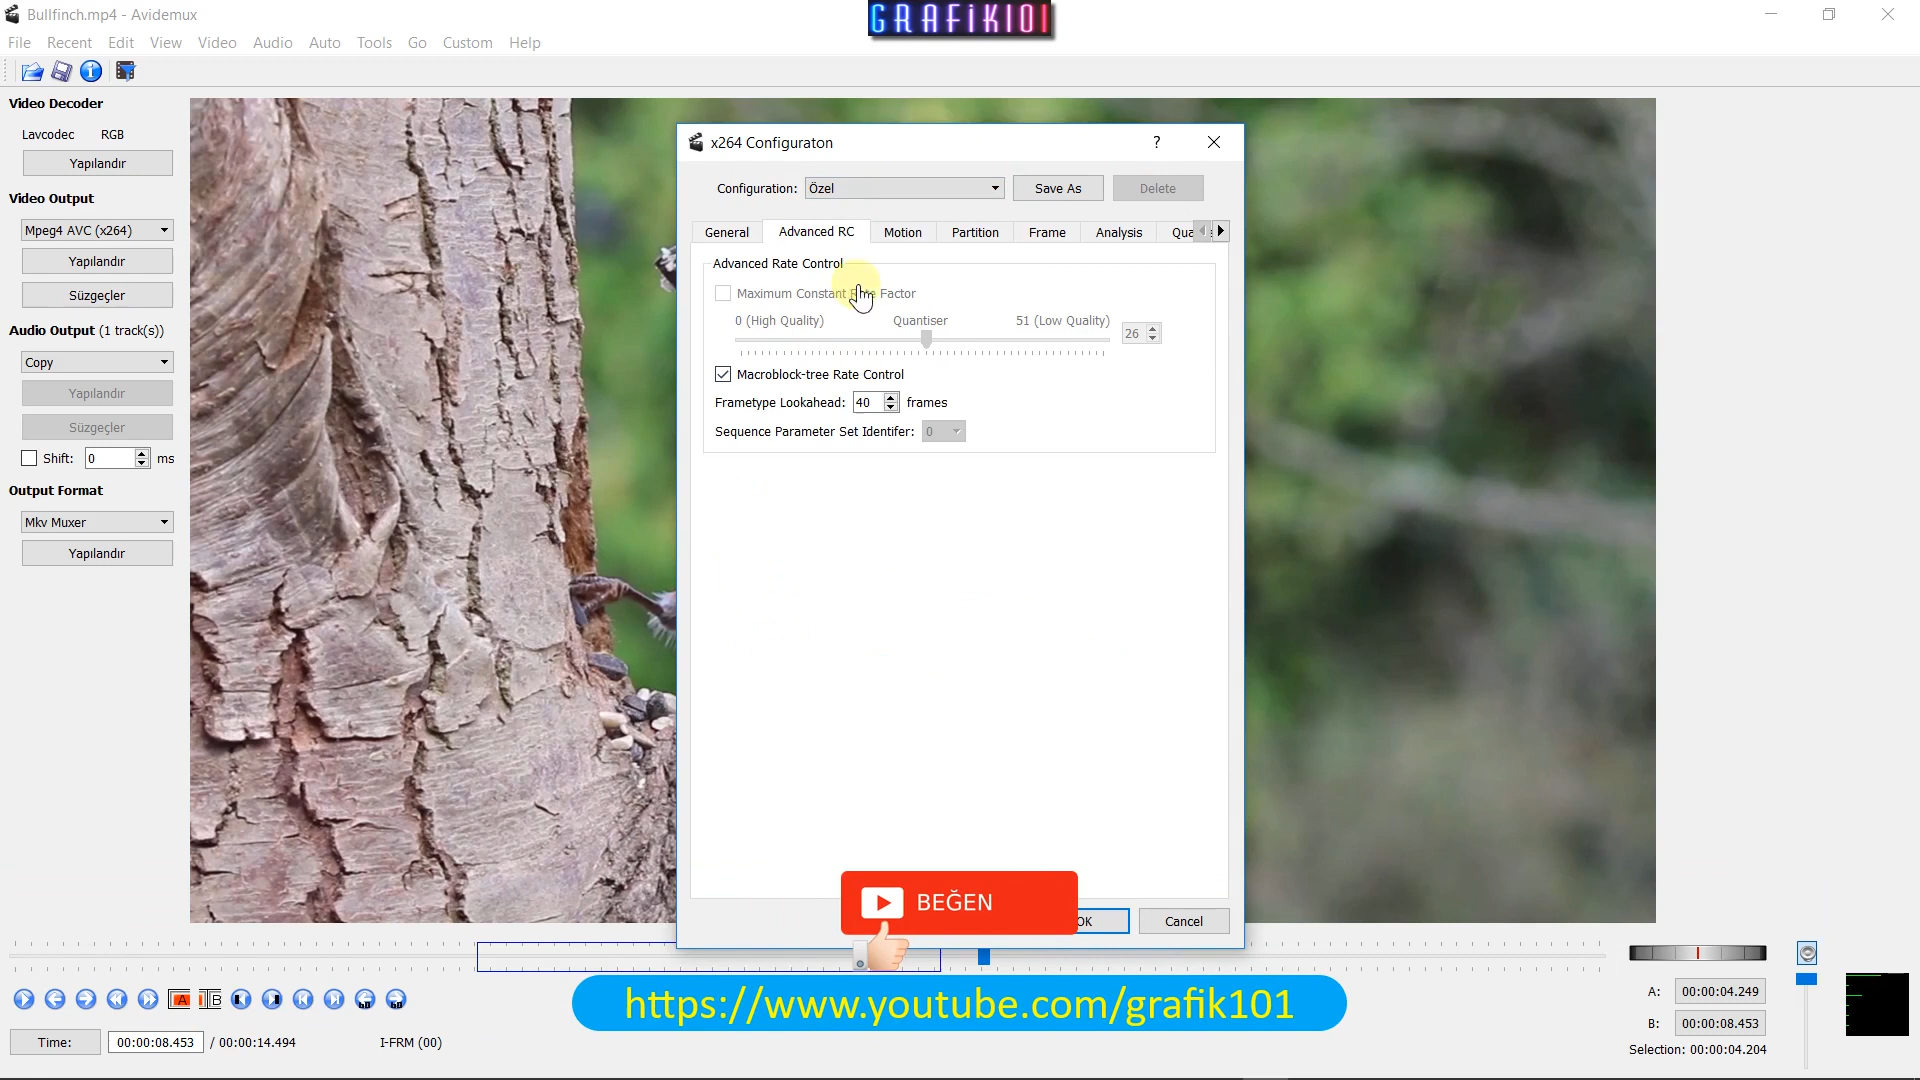 Bullfinch.mp4 - Avidemux
GRAFİK101
File Recent Edit View Video Audio Auto Tools Go Custom Help
Video Decoder
Lavcodec RGB
Yapılandır
Video Output
Mpeg4 AVC (x264)
Yapılandır
Süzgeçler
Audio Output (1 track(s))
Copy
Yapılandır
Süzgeçler
Shift: 0 ms
Output Format
Mkv Muxer
Yapılandır
x264 Configuraton
?
Configuration: Özel Save As Delete
General Advanced RC Motion Partition Frame Analysis
Advanced Rate Control
Maximum Constant Rate Factor
0 (High Quality) Quantiser 51 (Low Quality)
26
Macroblock-tree Rate Control
Frametype Lookahead: 40 frames
Sequence Parameter Set Identifer: 0
BEĞEN
OK Cancel
https://www.youtube.com/grafik101
A B
60 60
Time: 00:00:08.453 / 00:00:14.494 I-FRM (00)
A: 00:00:04.249
B: 00:00:08.453
Selection: 00:00:04.204